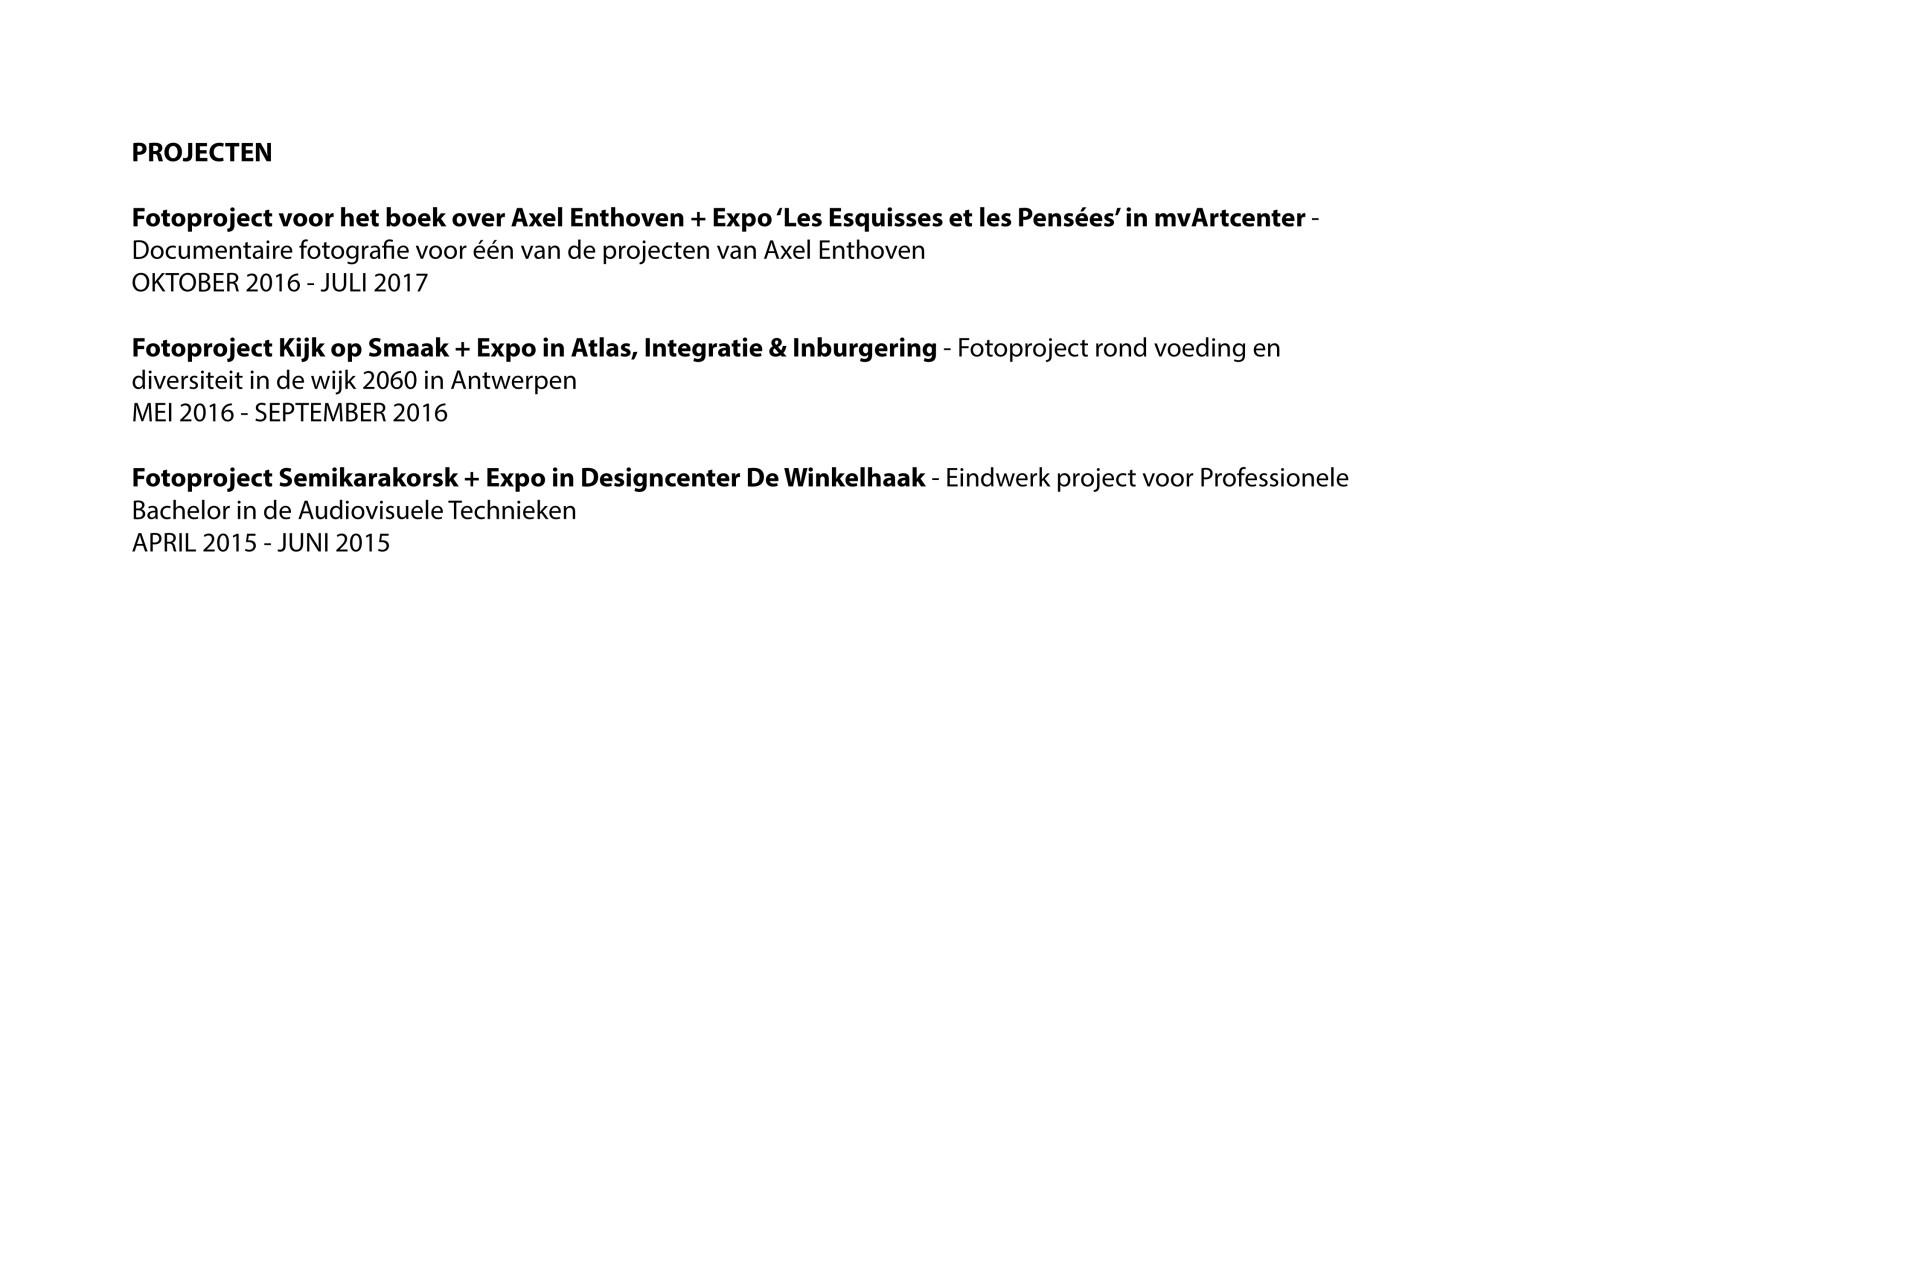 PROJECTEN
Fotoproject voor het boek over Axel Enthoven + Expo ‘Les Esquisses et les Pensées’ in mvArtcenter -
Documentaire fotografie voor één van de projecten van Axel Enthoven
OKTOBER 2016 - JULI 2017
Fotoproject Kijk op Smaak + Expo in Atlas, Integratie & Inburgering - Fotoproject rond voeding en
diversiteit in de wijk 2060 in Antwerpen
MEI 2016 - SEPTEMBER 2016
Fotoproject Semikarakorsk + Expo in Designcenter De Winkelhaak - Eindwerk project voor Professionele
Bachelor in de Audiovisuele Technieken
APRIL 2015 - JUNI 2015